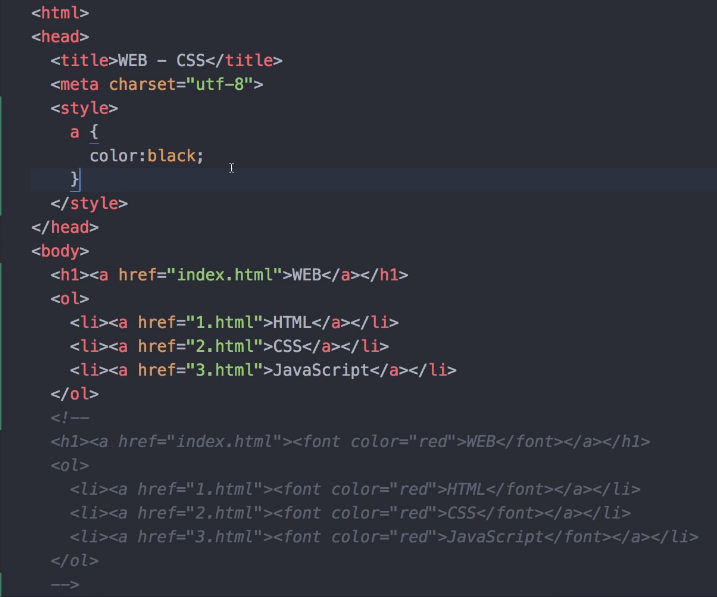 <html>
<head>
  <title>WEB - CSS</title>
  <meta charset="utf-8">
  <style>
    a {
      color:black;
    }
  </style>
</head>
<body>
  <h1><a href="index.html">WEB</a></h1>
  <ol>
    <li><a href="1.html">HTML</a></li>
    <li><a href="2.html">CSS</a></li>
    <li><a href="3.html">JavaScript</a></li>
  </ol>
  <!--
  <h1><a href="index.html"><font color="red">WEB</font></a></h1>
  <ol>
    <li><a href="1.html"><font color="red">HTML</font></a></li>
    <li><a href="2.html"><font color="red">CSS</font></a></li>
    <li><a href="3.html"><font color="red">JavaScript</font></a></li>
  </ol>
  -->